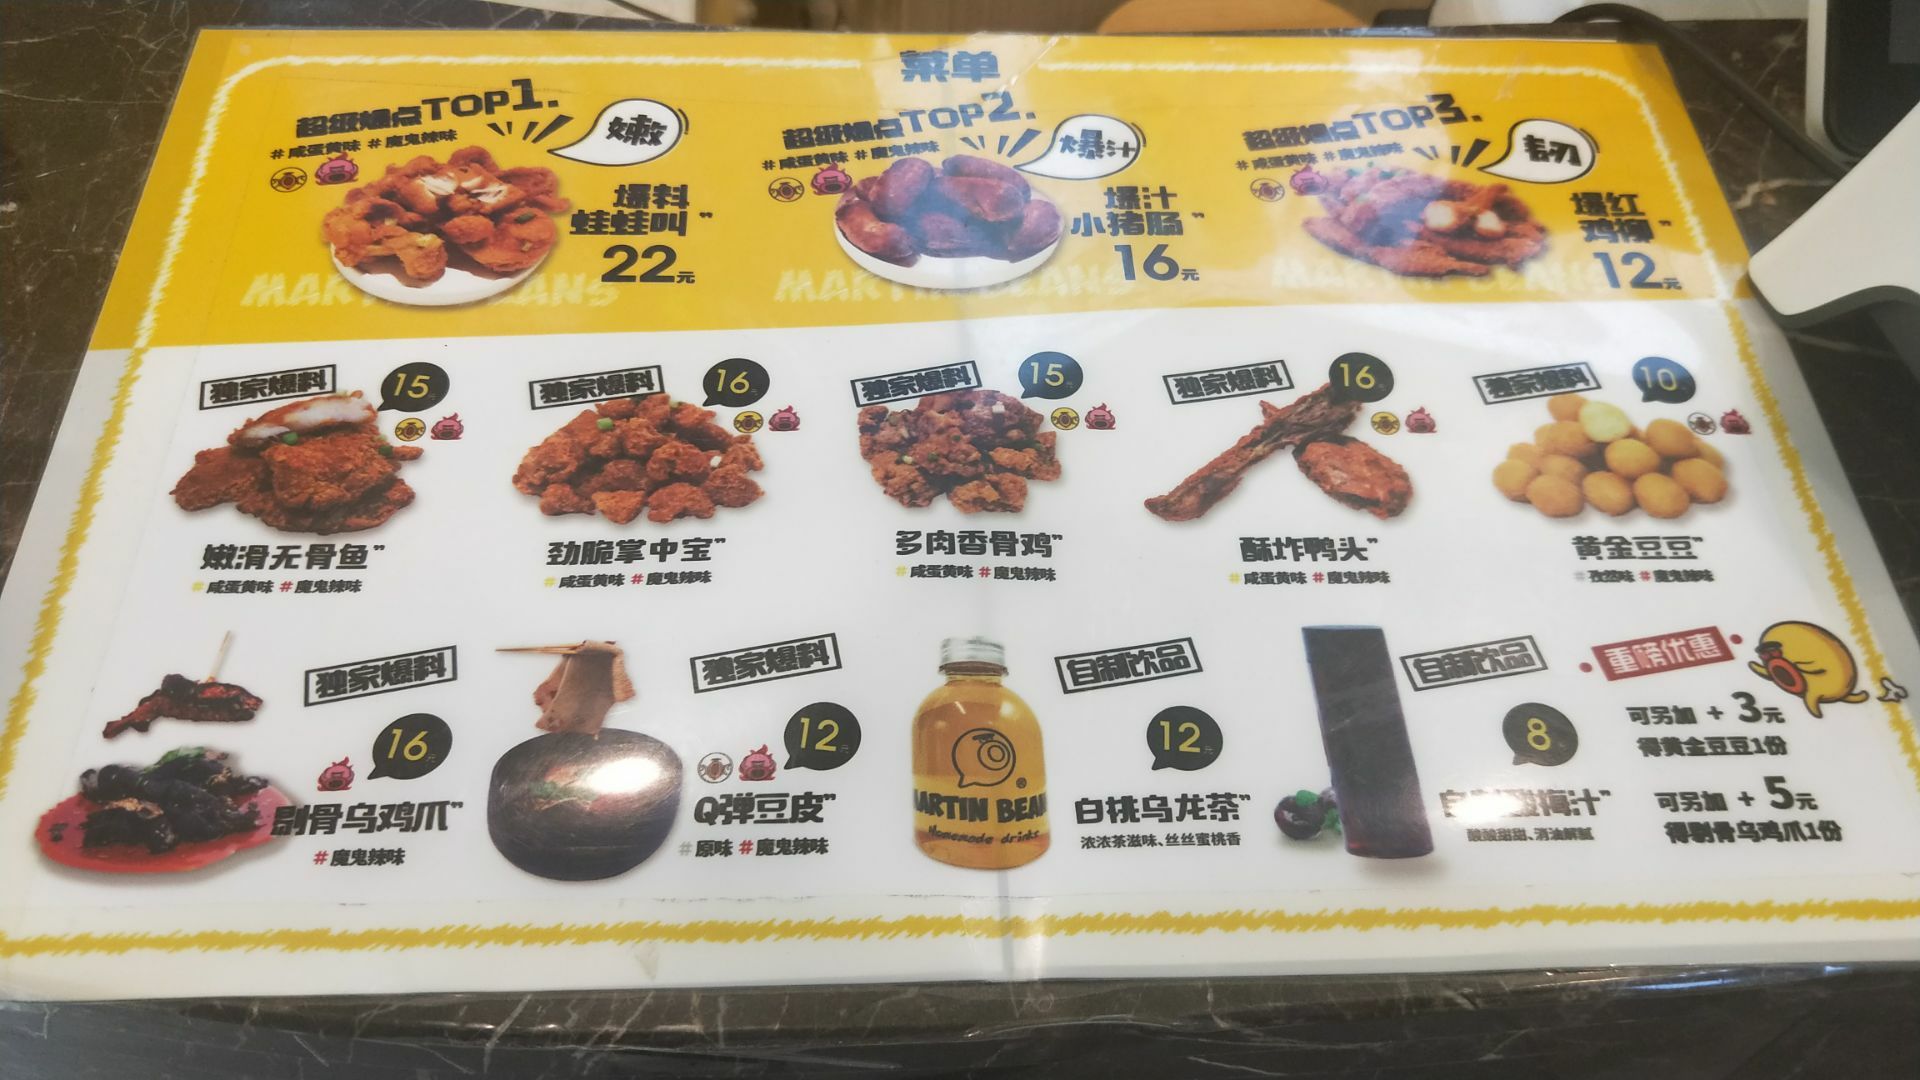 菜单
超级爆点TOP1.
#咸蛋黄味 #魔鬼辣味
嫩
爆料
蛙蛙叫”
22元
超级爆点TOP2.
#咸蛋黄味 #魔鬼辣味
爆汁
爆汁
小猪肠”
16元
超级爆点TOP3.
#咸蛋黄味 #魔鬼辣味
韧
爆红
鸡柳”
12元
独家爆料
15元
嫩滑无骨鱼”
#咸蛋黄味 #魔鬼辣味
独家爆料
16元
劲脆掌中宝”
#咸蛋黄味 #魔鬼辣味
独家爆料
15元
多肉香骨鸡”
#咸蛋黄味 #魔鬼辣味
独家爆料
16元
酥炸鸭头”
#咸蛋黄味 #魔鬼辣味
独家爆料
10元
黄金豆豆”
#孜然味 #魔鬼辣味
独家爆料
16元
剔骨乌鸡爪”
#魔鬼辣味
独家爆料
12元
Q弹豆皮”
#原味 #魔鬼辣味
MARTIN BEAN
Homemade drinks
自制饮品
12元
白桃乌龙茶”
浓浓茶滋味、丝丝蜜桃香
自制饮品
8元
酸梅汁”
酸酸甜甜、消油解腻
重磅优惠
可另加 + 3元
得黄金豆豆1份
可另加 + 5元
得剔骨乌鸡爪1份